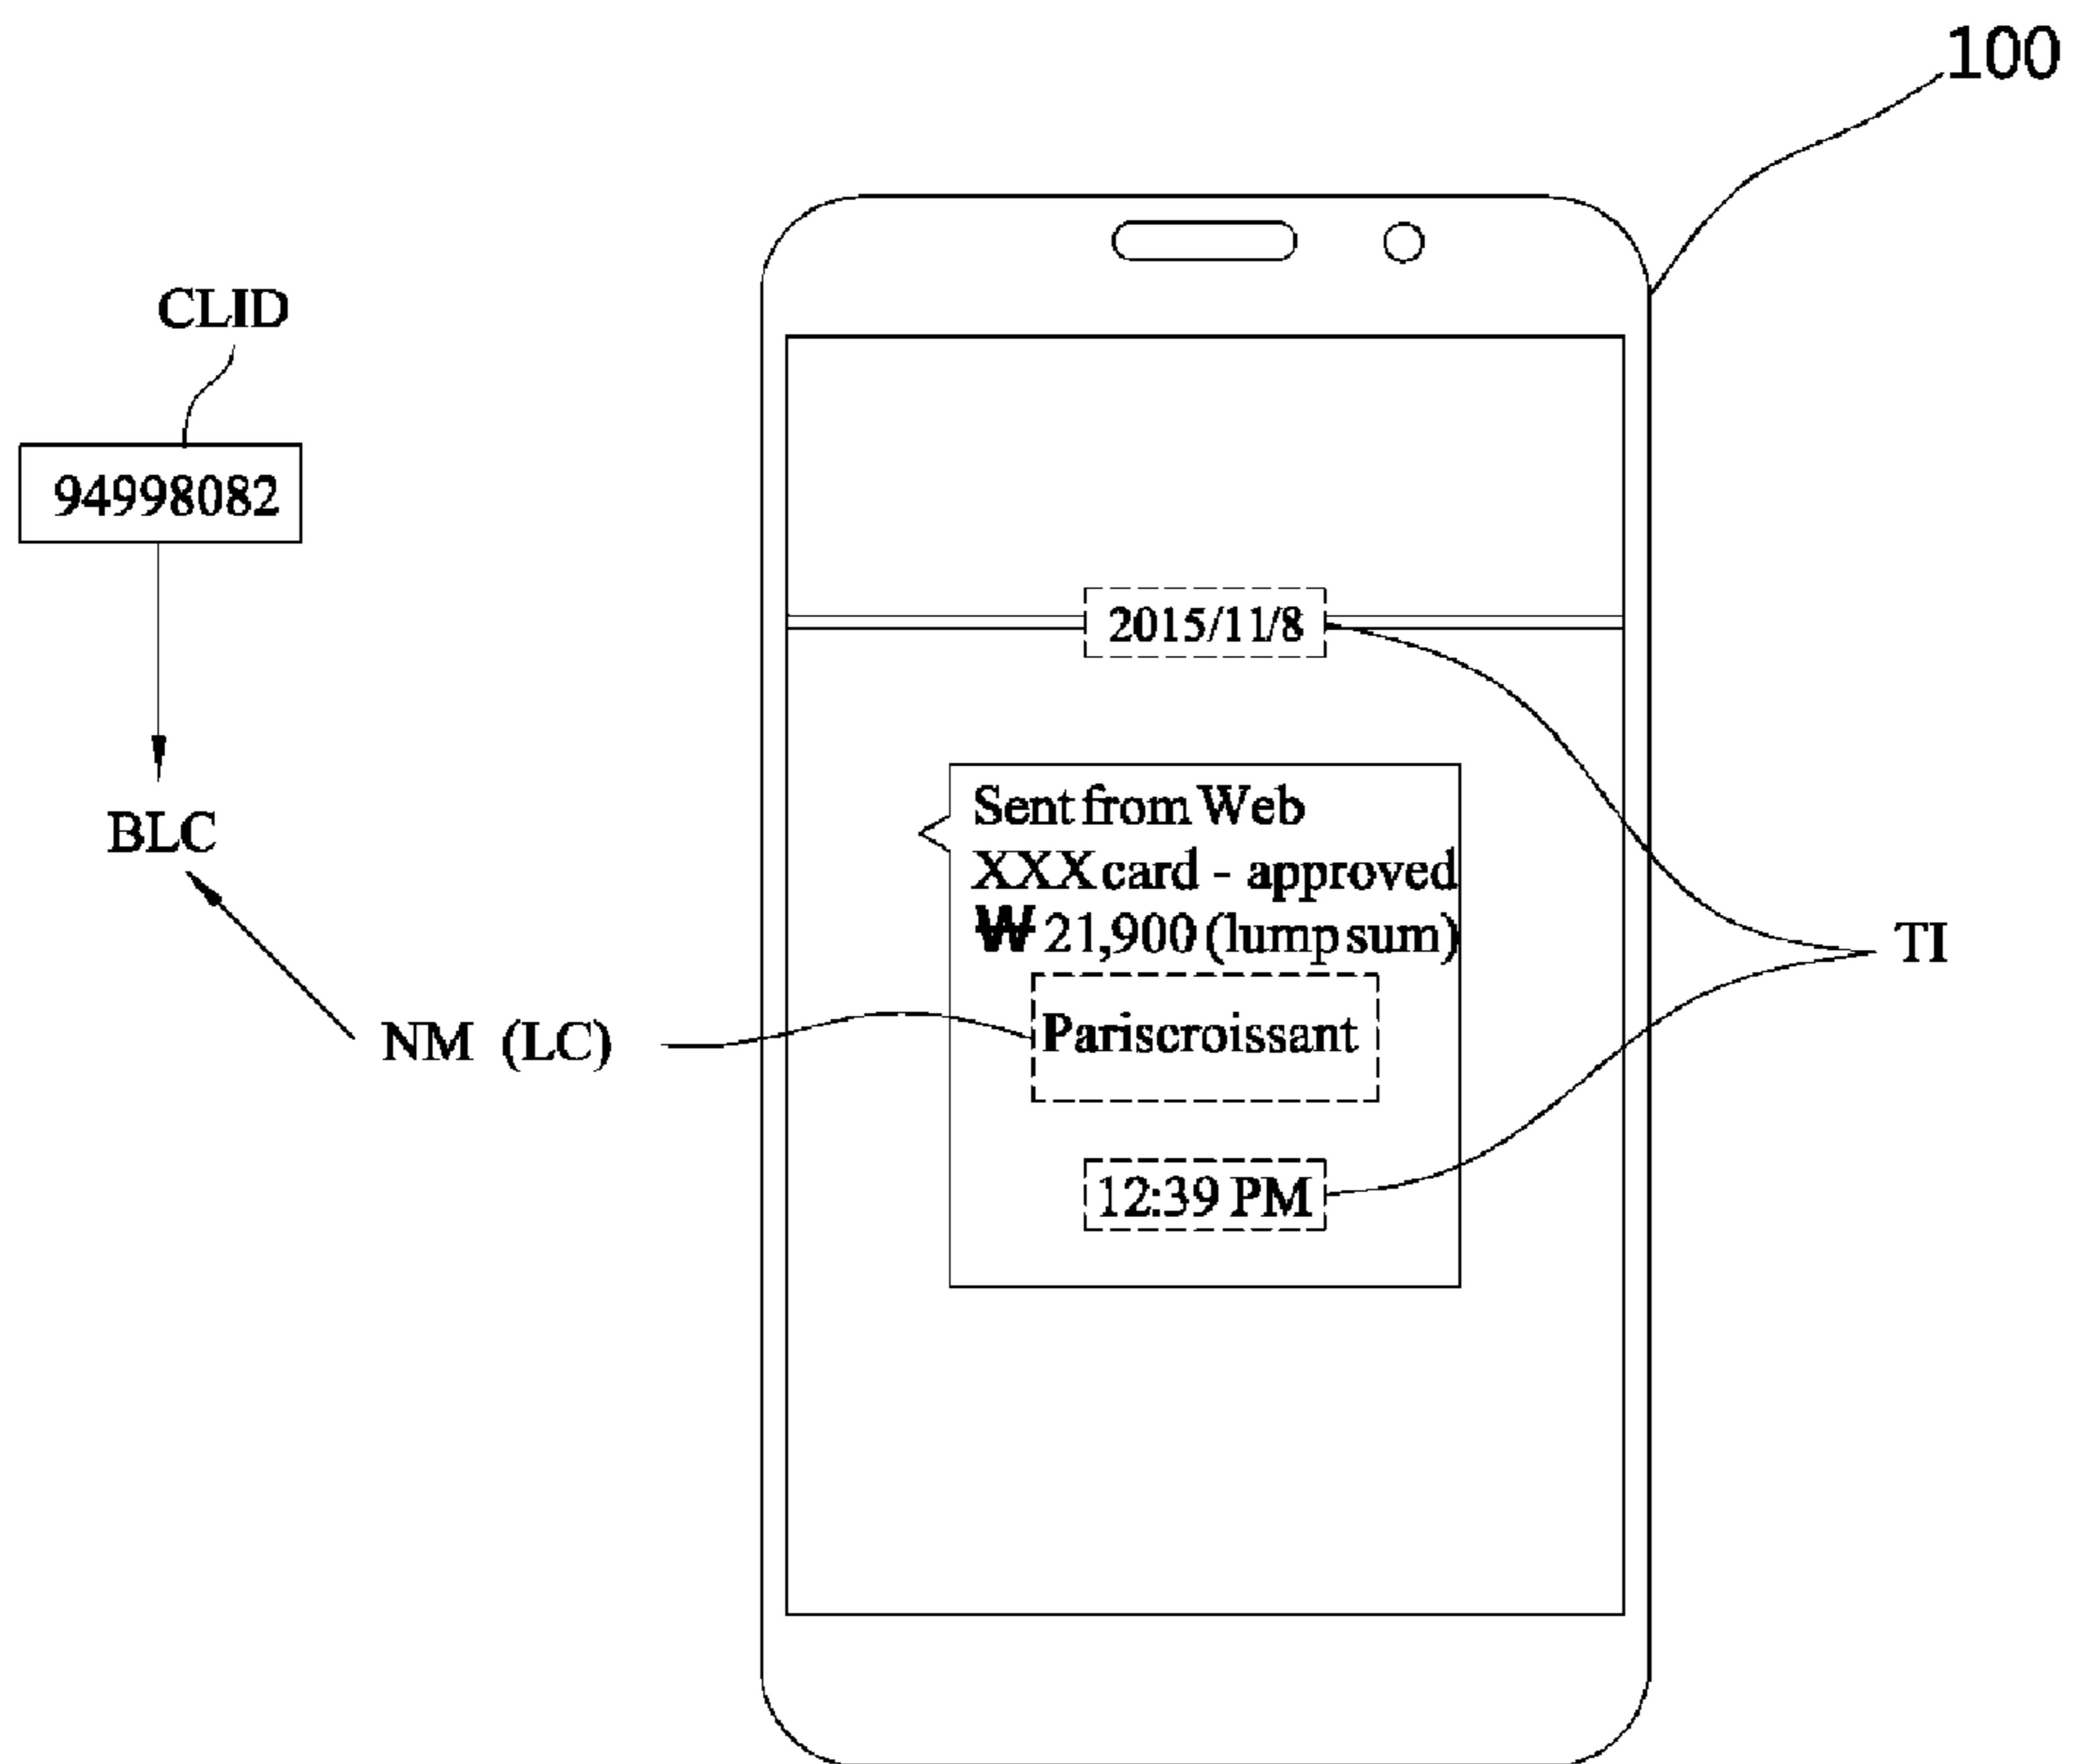 100
CLID
94998082
2015/11/8
Sent from Web
BLC
XXX card - approved
₩ 21,900 (lump sum)
TI
Pariscroissant
NM (LC)
12:39 PM